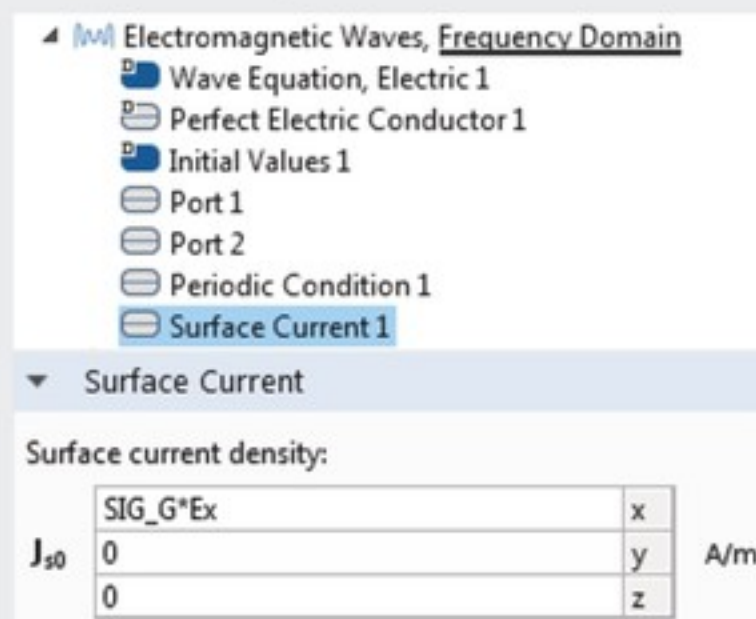 Electromagnetic Waves, Frequency Domain
D Wave Equation, Electric 1
D Perfect Electric Conductor 1
D Initial Values 1
Port 1
Port 2
Periodic Condition 1
Surface Current 1
Surface Current
Surface current density:
SIG_G*Ex x
Js0 0 y A/m
0 z